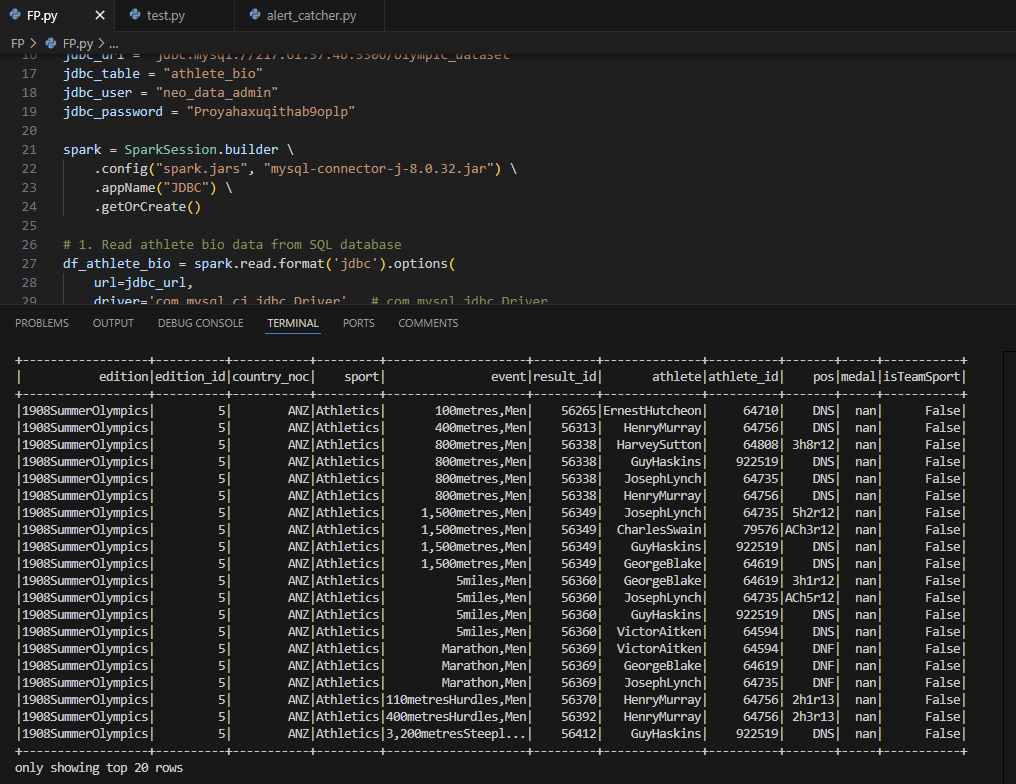 FP.py ×
test.py
alert_catcher.py
FP > FP.py > ...
16 jdbc_url = "jdbc:mysql://217.61.57.46:3306/olympic_dataset"
17 jdbc_table = "athlete_bio"
18 jdbc_user = "neo_data_admin"
19 jdbc_password = "Proyahaxuqithab9oplp"
20
21 spark = SparkSession.builder \
22 .config("spark.jars", "mysql-connector-j-8.0.32.jar") \
23 .appName("JDBC") \
24 .getOrCreate()
25
26 # 1. Read athlete bio data from SQL database
27 df_athlete_bio = spark.read.format('jdbc').options(
28 url=jdbc_url,
29 driver='com.mysql.cj.jdbc.Driver', # com.mysql.jdbc.Driver
PROBLEMS OUTPUT DEBUG CONSOLE TERMINAL PORTS COMMENTS
+------------------+----------+-----------+---------+--------------------+---------+--------------+----------+-------+-----+-----------+
| edition|edition_id|country_noc| sport| event|result_id| athlete|athlete_id| pos|medal|isTeamSport|
+------------------+----------+-----------+---------+--------------------+---------+--------------+----------+-------+-----+-----------+
|1908SummerOlympics| 5| ANZ|Athletics| 100metres,Men| 56265|ErnestHutcheon| 64710| DNS| nan| False|
|1908SummerOlympics| 5| ANZ|Athletics| 400metres,Men| 56313| HenryMurray| 64756| DNS| nan| False|
|1908SummerOlympics| 5| ANZ|Athletics| 800metres,Men| 56338| HarveySutton| 64808| 3h8r12| nan| False|
|1908SummerOlympics| 5| ANZ|Athletics| 800metres,Men| 56338| GuyHaskins| 922519| DNS| nan| False|
|1908SummerOlympics| 5| ANZ|Athletics| 800metres,Men| 56338| JosephLynch| 64735| DNS| nan| False|
|1908SummerOlympics| 5| ANZ|Athletics| 800metres,Men| 56338| HenryMurray| 64756| DNS| nan| False|
|1908SummerOlympics| 5| ANZ|Athletics| 1,500metres,Men| 56349| JosephLynch| 64735| 5h2r12| nan| False|
|1908SummerOlympics| 5| ANZ|Athletics| 1,500metres,Men| 56349| CharlesSwain| 79576|ACh3r12| nan| False|
|1908SummerOlympics| 5| ANZ|Athletics| 1,500metres,Men| 56349| GuyHaskins| 922519| DNS| nan| False|
|1908SummerOlympics| 5| ANZ|Athletics| 1,500metres,Men| 56349| GeorgeBlake| 64619| DNS| nan| False|
|1908SummerOlympics| 5| ANZ|Athletics| 5miles,Men| 56360| GeorgeBlake| 64619| 3h1r12| nan| False|
|1908SummerOlympics| 5| ANZ|Athletics| 5miles,Men| 56360| JosephLynch| 64735|ACh5r12| nan| False|
|1908SummerOlympics| 5| ANZ|Athletics| 5miles,Men| 56360| GuyHaskins| 922519| DNS| nan| False|
|1908SummerOlympics| 5| ANZ|Athletics| 5miles,Men| 56360| VictorAitken| 64594| DNS| nan| False|
|1908SummerOlympics| 5| ANZ|Athletics| Marathon,Men| 56369| VictorAitken| 64594| DNF| nan| False|
|1908SummerOlympics| 5| ANZ|Athletics| Marathon,Men| 56369| GeorgeBlake| 64619| DNF| nan| False|
|1908SummerOlympics| 5| ANZ|Athletics| Marathon,Men| 56369| JosephLynch| 64735| DNF| nan| False|
|1908SummerOlympics| 5| ANZ|Athletics|110metresHurdles,Men| 56370| HenryMurray| 64756| 2h1r13| nan| False|
|1908SummerOlympics| 5| ANZ|Athletics|400metresHurdles,Men| 56392| HenryMurray| 64756| 2h3r13| nan| False|
|1908SummerOlympics| 5| ANZ|Athletics|3,200metresSteepl...| 56412| GuyHaskins| 922519| DNS| nan| False|
+------------------+----------+-----------+---------+--------------------+---------+--------------+----------+-------+-----+-----------+
only showing top 20 rows